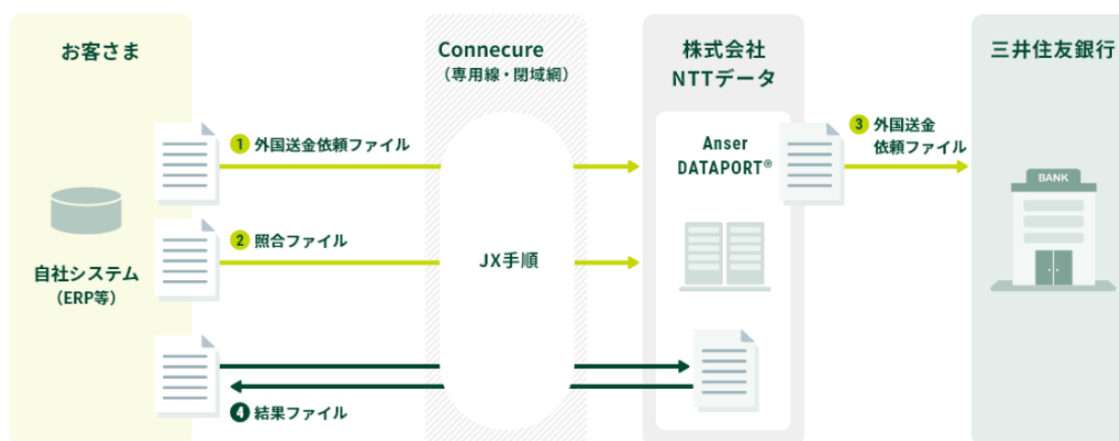 お客さま
Connecure
（専用線・閉域網）
株式会社
NTTデータ
三井住友銀行
1 外国送金依頼ファイル
Anser
DATAPORT®
3 外国送金
依頼ファイル
BANK
2 照合ファイル
JX手順
自社システム
（ERP等）
4 結果ファイル